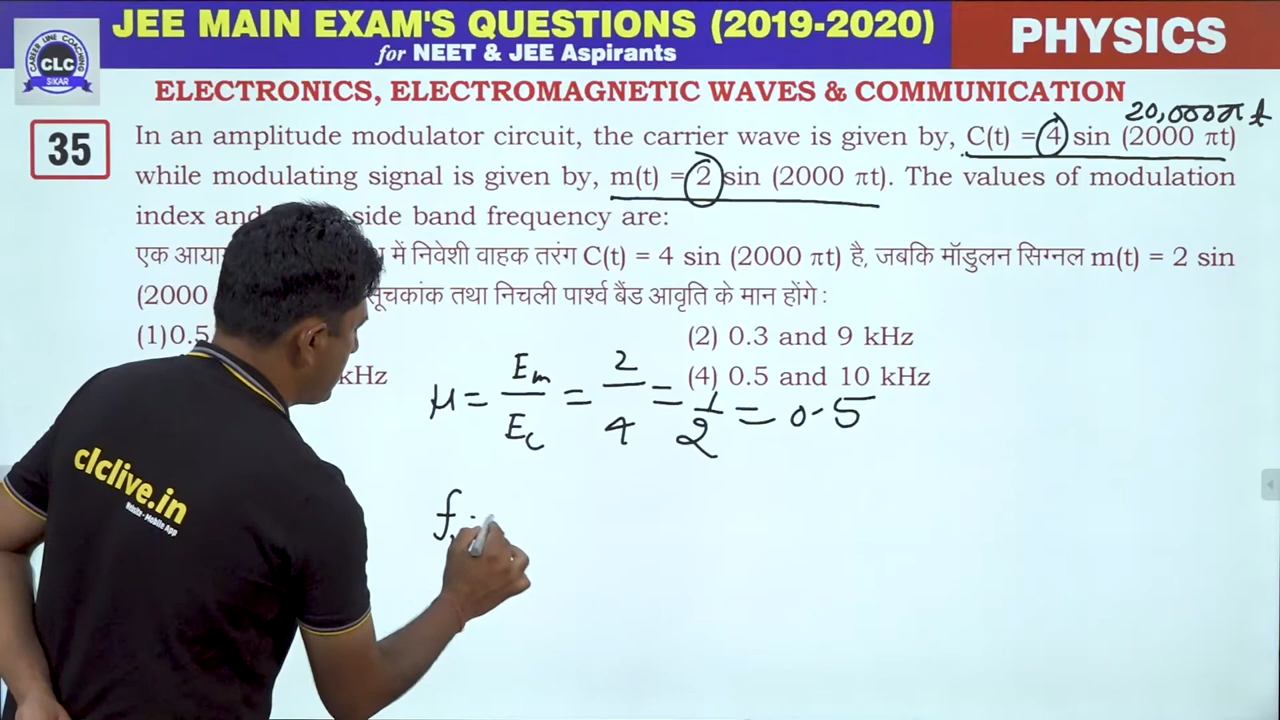 JEE MAIN EXAM'S QUESTIONS (2019-2020)
for NEET & JEE Aspirants
PHYSICS
CAREER LINE COACHING
CLC
SIKAR
ELECTRONICS, ELECTROMAGNETIC WAVES & COMMUNICATION
20,000π t
35
In an amplitude modulator circuit, the carrier wave is given by, C(t) = 4 sin (2000 πt)
while modulating signal is given by, m(t) = 2 sin (2000 πt). The values of modulation
index and side band frequency are:
एक में निवेशी वाहक तरंग C(t) = 4 sin (2000 πt) है, जबकि मॉडुलन सिग्नल m(t) = 2 sin
(2000 सूचकांक तथा निचली पार्श्व बैंड आवृति के मान होंगे :
(1) 0.5 (2) 0.3 and 9 kHz
kHz (4) 0.5 and 10 kHz
μ = Em/Ec = 2/4 = 1/2 = 0.5
f
clclive.in
Website - Mobile App